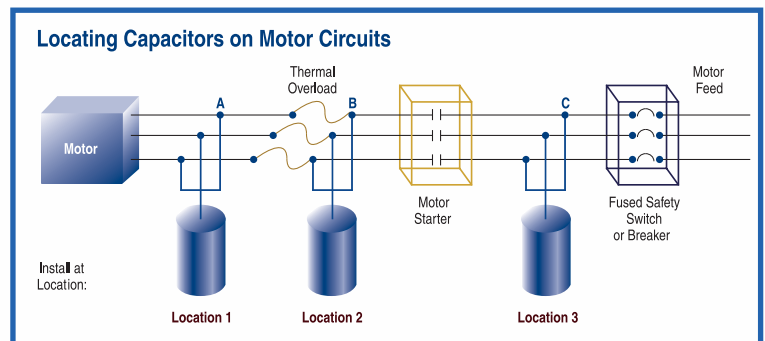 Locating Capacitors on Motor Circuits
Thermal
Overload
Motor
Feed
A
B
C
Motor
Motor
Starter
Fused Safety
Switch
or Breaker
Install at
Location:
Location 1
Location 2
Location 3